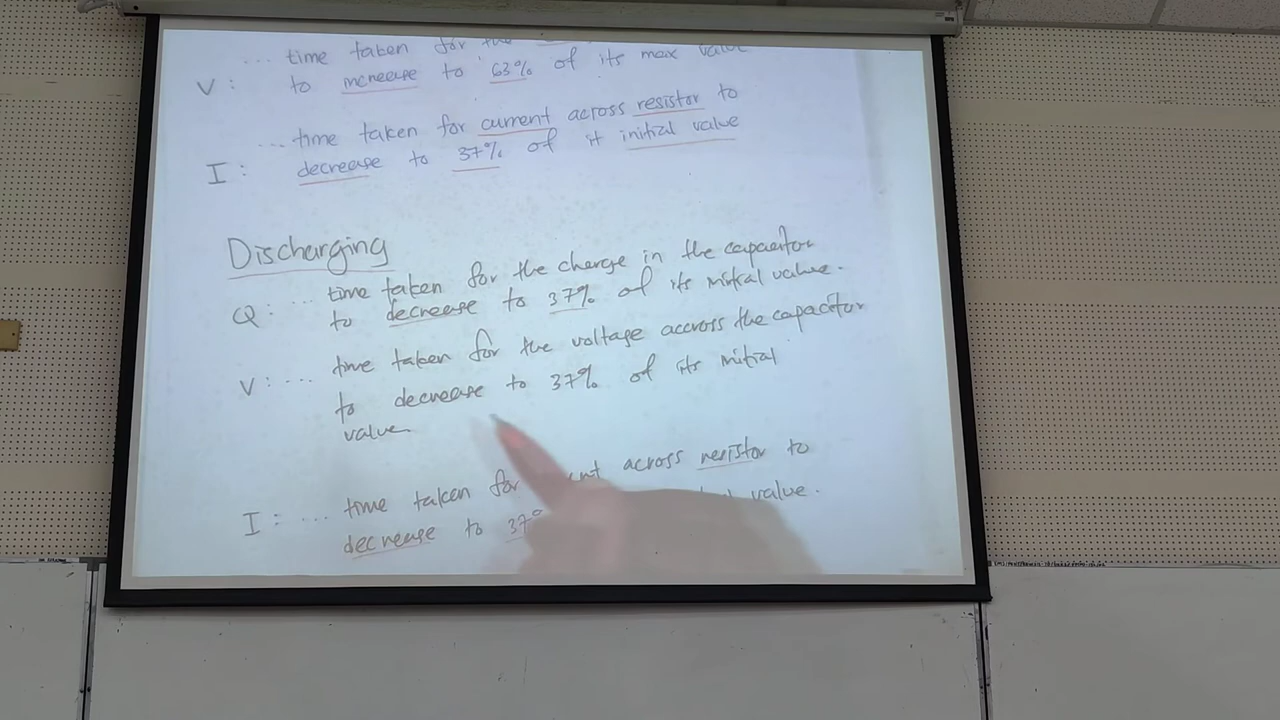 ... time taken for the
V : to increase to 63% of its max value
... time taken for current across resistor to
I : decrease to 37% of it initial value
Discharging
Q : ... time taken for the charge in the capacitor
to decrease to 37% of its initial value.
V : ... time taken for the voltage accross the capacitor
to decrease to 37% of its initial
value.
I : ... time taken for across resistor to
decrease to 37% value.